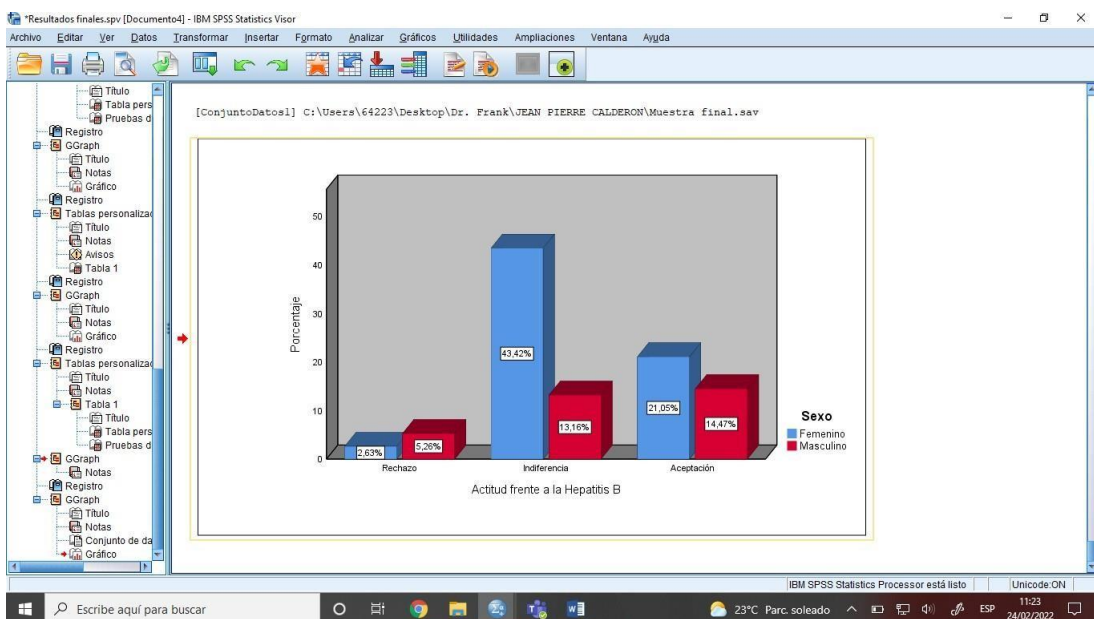 *Resultados finales.spv [Documento4] - IBM SPSS Statistics Visor
Archivo Editar Ver Datos Transformar Insertar Formato Analizar Gráficos Utilidades Ampliaciones Ventana Ayuda
Título
Tabla pers
Pruebas d
Registro
GGraph
Título
Notas
Gráfico
Registro
Tablas personalizad
Título
Notas
Avisos
Tabla 1
Registro
GGraph
Título
Notas
Gráfico
Registro
Tablas personalizad
Título
Notas
Tabla 1
Título
Tabla pers
Pruebas d
GGraph
Notas
Registro
GGraph
Título
Notas
Conjunto de da
Gráfico
[ConjuntoDatos1] C:\Users\64223\Desktop\Dr. Frank\JEAN PIERRE CALDERON\Muestra final.sav
Porcentaje
50
40
30
20
10
0
2,63%
5,26%
43,42%
13,16%
21,05%
14,47%
Rechazo Indiferencia Aceptación
Actitud frente a la Hepatitis B
Sexo
Femenino
Masculino
IBM SPSS Statistics Processor está listo Unicode:ON
Escribe aquí para buscar
23°C Parc. soleado ESP
11:23
24/02/2022